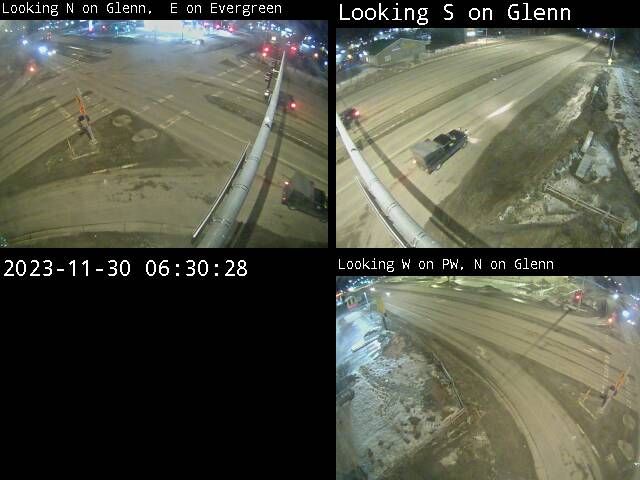 Looking N on Glenn, E on Evergreen
Looking S on Glenn
2023-11-30 06:30:28
Looking W on PW, N on Glenn